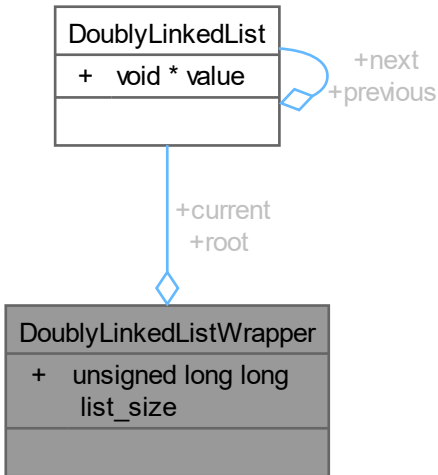 DoublyLinkedList
+ void * value
+next
+previous
+current
+root
DoublyLinkedListWrapper
+ unsigned long long
list_size